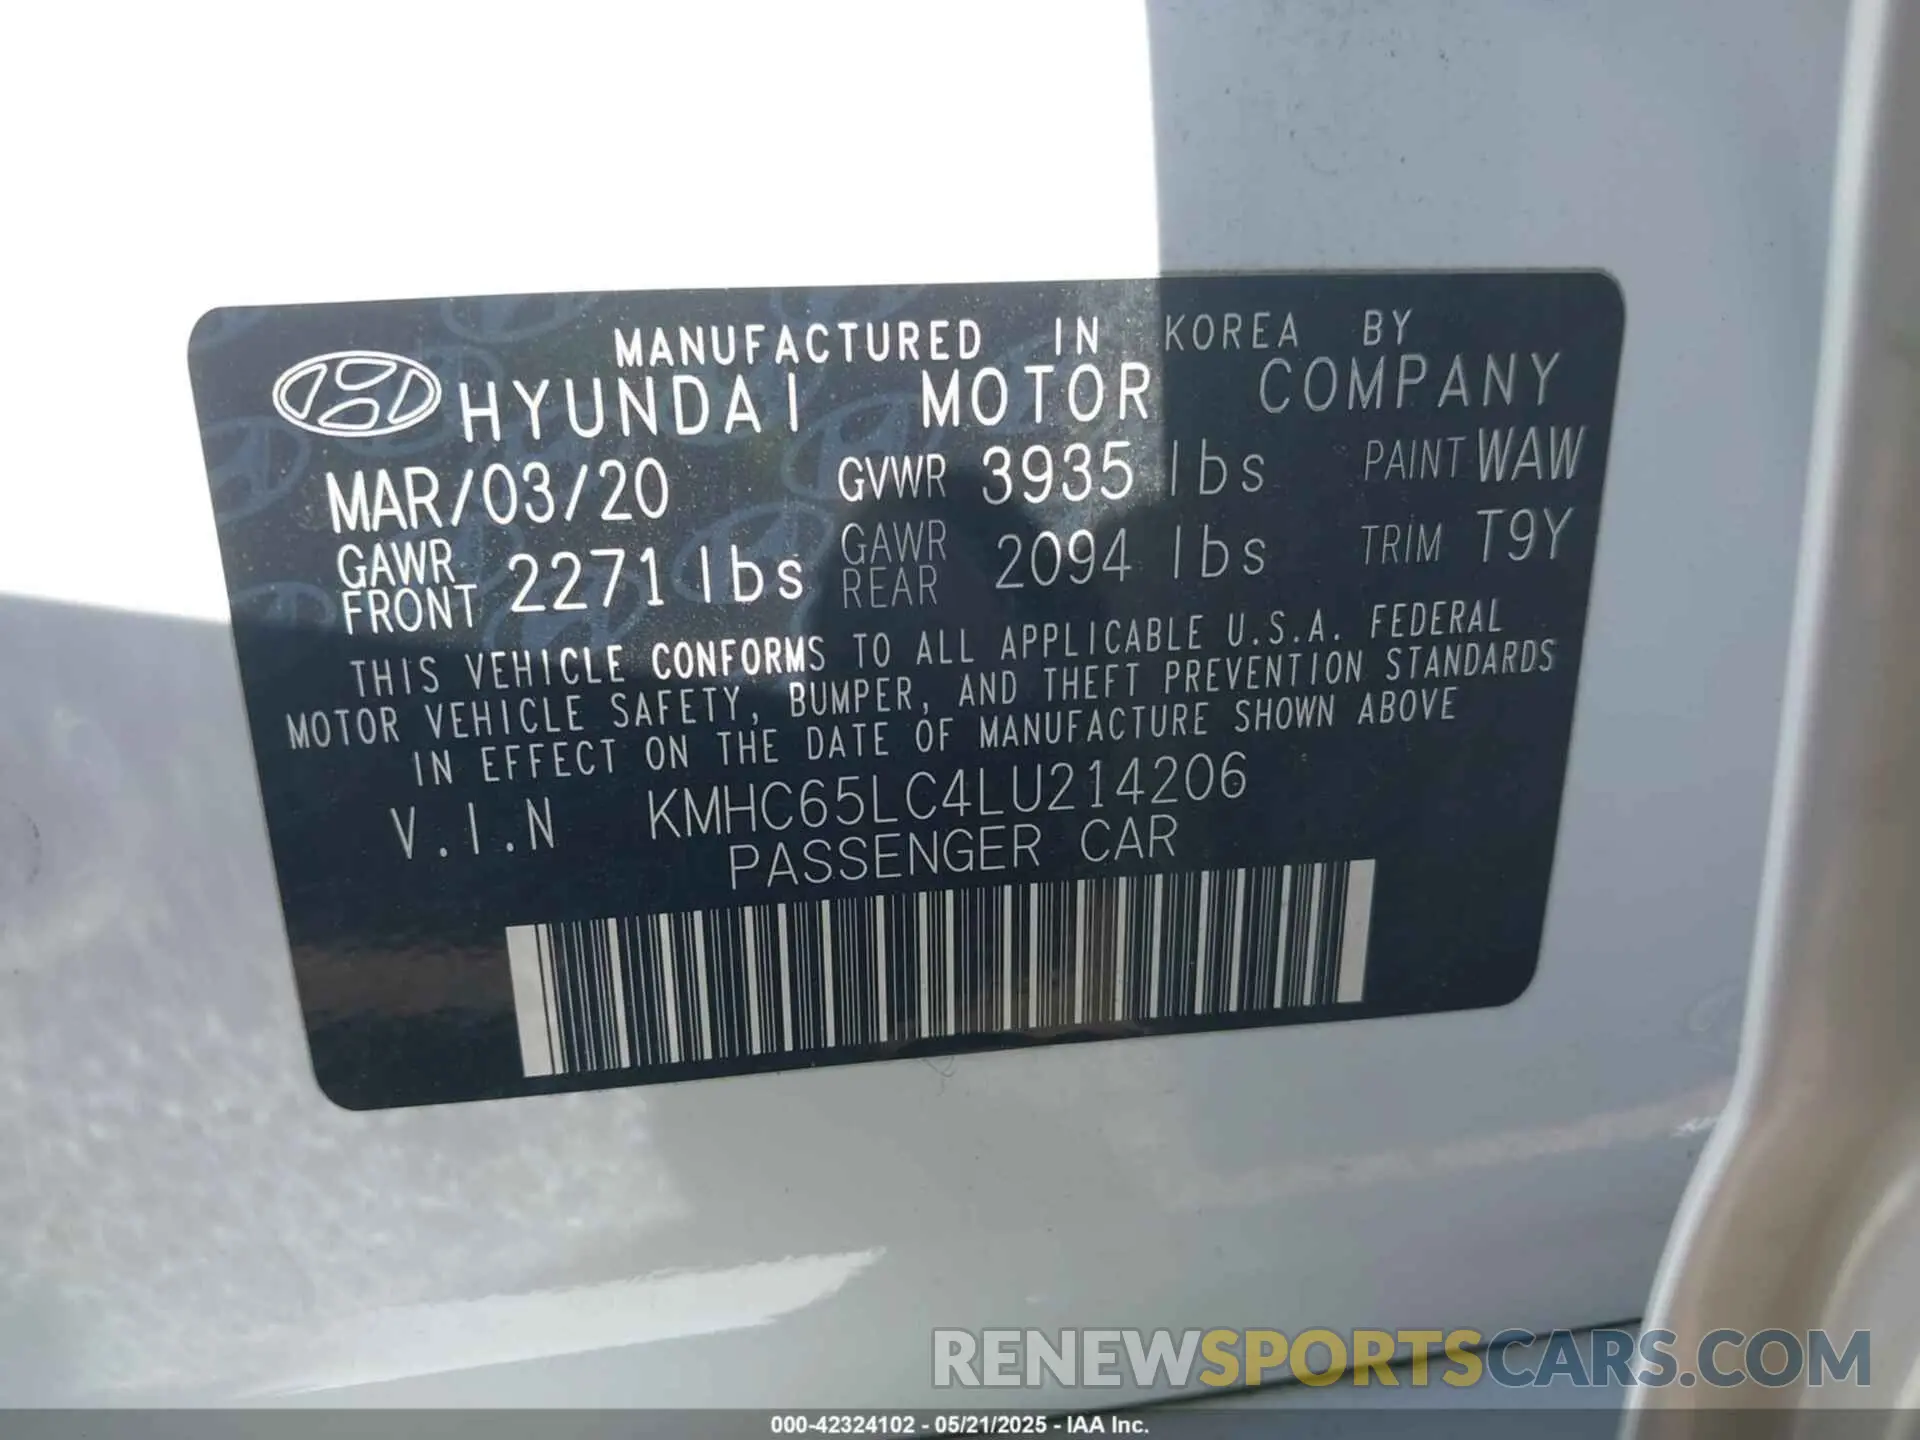 MANUFACTURED IN KOREA BY
HYUNDAI MOTOR COMPANY
MAR/03/20 GVWR 3935 lbs PAINT WAW
GAWR FRONT 2271 lbs GAWR REAR 2094 lbs TRIM T9Y
THIS VEHICLE CONFORMS TO ALL APPLICABLE U.S.A. FEDERAL
MOTOR VEHICLE SAFETY, BUMPER, AND THEFT PREVENTION STANDARDS
IN EFFECT ON THE DATE OF MANUFACTURE SHOWN ABOVE
V.I.N KMHC65LC4LU214206
PASSENGER CAR
RENEWSPORTSCARS.COM
000-42324102 - 05/21/2025 - IAA Inc.